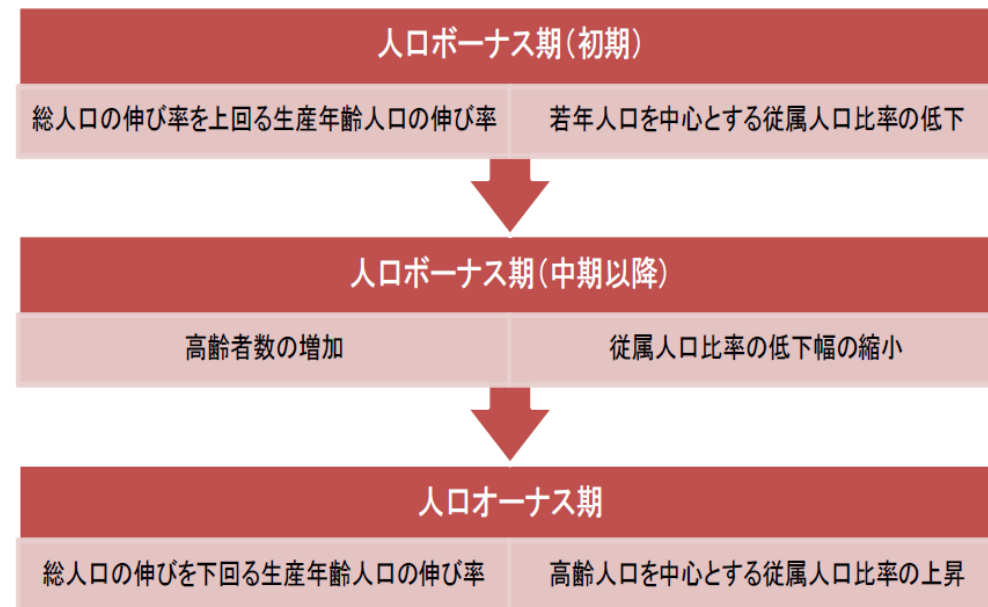 人口ボーナス期(初期)
総人口の伸び率を上回る生産年齢人口の伸び率
若年人口を中心とする従属人口比率の低下
人口ボーナス期(中期以降)
高齢者数の増加
従属人口比率の低下幅の縮小
人口オーナス期
総人口の伸びを下回る生産年齢人口の伸び率
高齢人口を中心とする従属人口比率の上昇